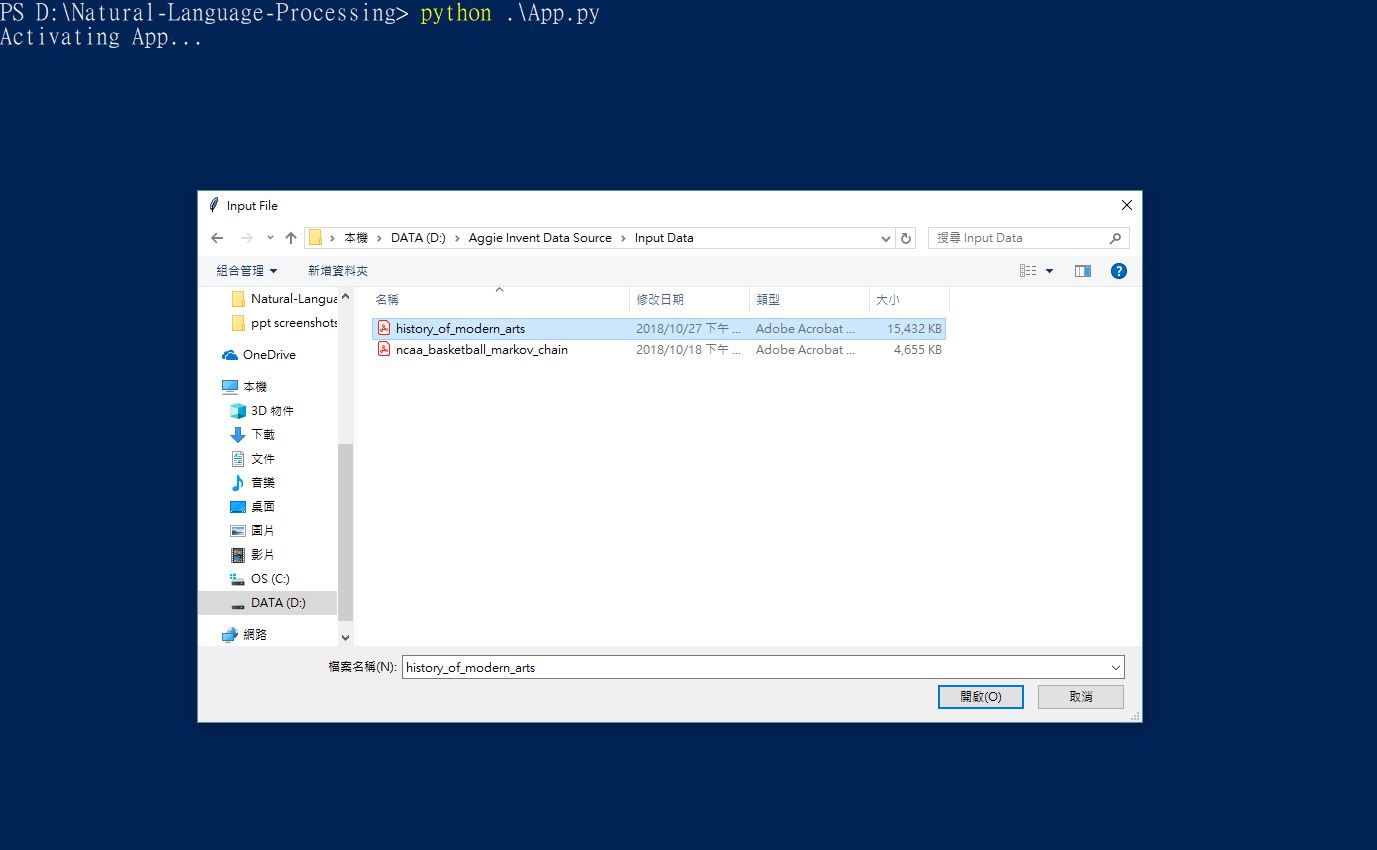 PS D:\Natural-Language-Processing> python .\App.py
Activating App...
Input File
本機 > DATA (D:) > Aggie Invent Data Source > Input Data
搜尋 Input Data
組合管理 新增資料夾
Natural-Langua
ppt screenshots
OneDrive
本機
3D 物件
下載
文件
音樂
桌面
圖片
影片
OS (C:)
DATA (D:)
網路
名稱 修改日期 類型 大小
history_of_modern_arts 2018/10/27 下午 ... Adobe Acrobat ... 15,432 KB
ncaa_basketball_markov_chain 2018/10/18 下午 ... Adobe Acrobat ... 4,655 KB
檔案名稱(N): history_of_modern_arts
開啟(O) 取消